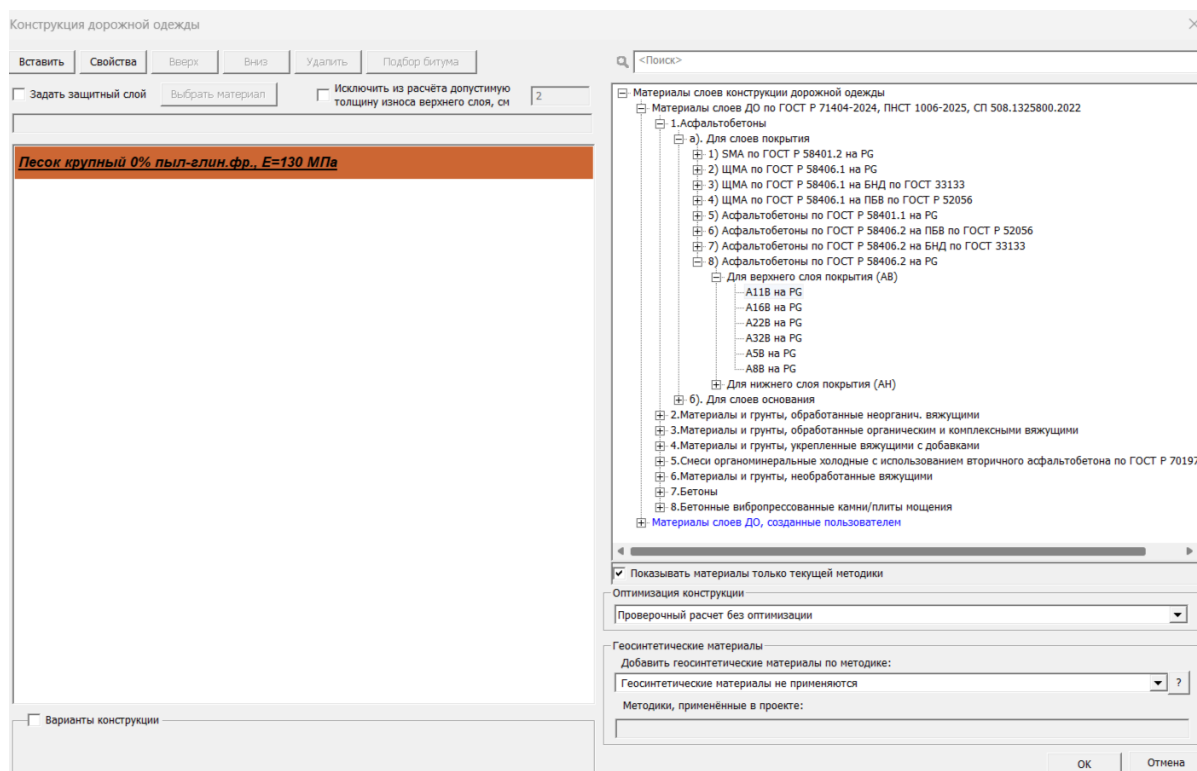 Конструкция дорожной одежды
Вставить Свойства Вверх Вниз Удалить Подбор битума
Задать защитный слой Выбрать материал Исключить из расчёта допустимую толщину износа верхнего слоя, см 2
Песок крупный 0% пыл-глин.фр., E=130 МПа
Варианты конструкции
<Поиск>
Материалы слоев конструкции дорожной одежды
Материалы слоев ДО по ГОСТ Р 71404-2024, ПНСТ 1006-2025, СП 508.1325800.2022
1.Асфальтобетоны
а). Для слоев покрытия
1) SMA по ГОСТ Р 58401.2 на PG
2) ЩМА по ГОСТ Р 58406.1 на PG
3) ЩМА по ГОСТ Р 58406.1 на БНД по ГОСТ 33133
4) ЩМА по ГОСТ Р 58406.1 на ПБВ по ГОСТ Р 52056
5) Асфальтобетоны по ГОСТ Р 58401.1 на PG
6) Асфальтобетоны по ГОСТ Р 58406.2 на ПБВ по ГОСТ Р 52056
7) Асфальтобетоны по ГОСТ Р 58406.2 на БНД по ГОСТ 33133
8) Асфальтобетоны по ГОСТ Р 58406.2 на PG
Для верхнего слоя покрытия (АВ)
А11В на PG
А16В на PG
А22В на PG
А32В на PG
А5В на PG
А8В на PG
Для нижнего слоя покрытия (АН)
б). Для слоев основания
2.Материалы и грунты, обработанные неорганич. вяжущими
3.Материалы и грунты, обработанные органическим и комплексными вяжущими
4.Материалы и грунты, укрепленные вяжущими с добавками
5.Смеси органоминеральные холодные с использованием вторичного асфальтобетона по ГОСТ Р 70197
6.Материалы и грунты, необработанные вяжущими
7.Бетоны
8.Бетонные вибропрессованные камни/плиты мощения
Материалы слоев ДО, созданные пользователем
Показывать материалы только текущей методики
Оптимизация конструкции
Проверочный расчет без оптимизации
Геосинтетические материалы
Добавить геосинтетические материалы по методике:
Геосинтетические материалы не применяются ?
Методики, применённые в проекте:
ОК Отмена